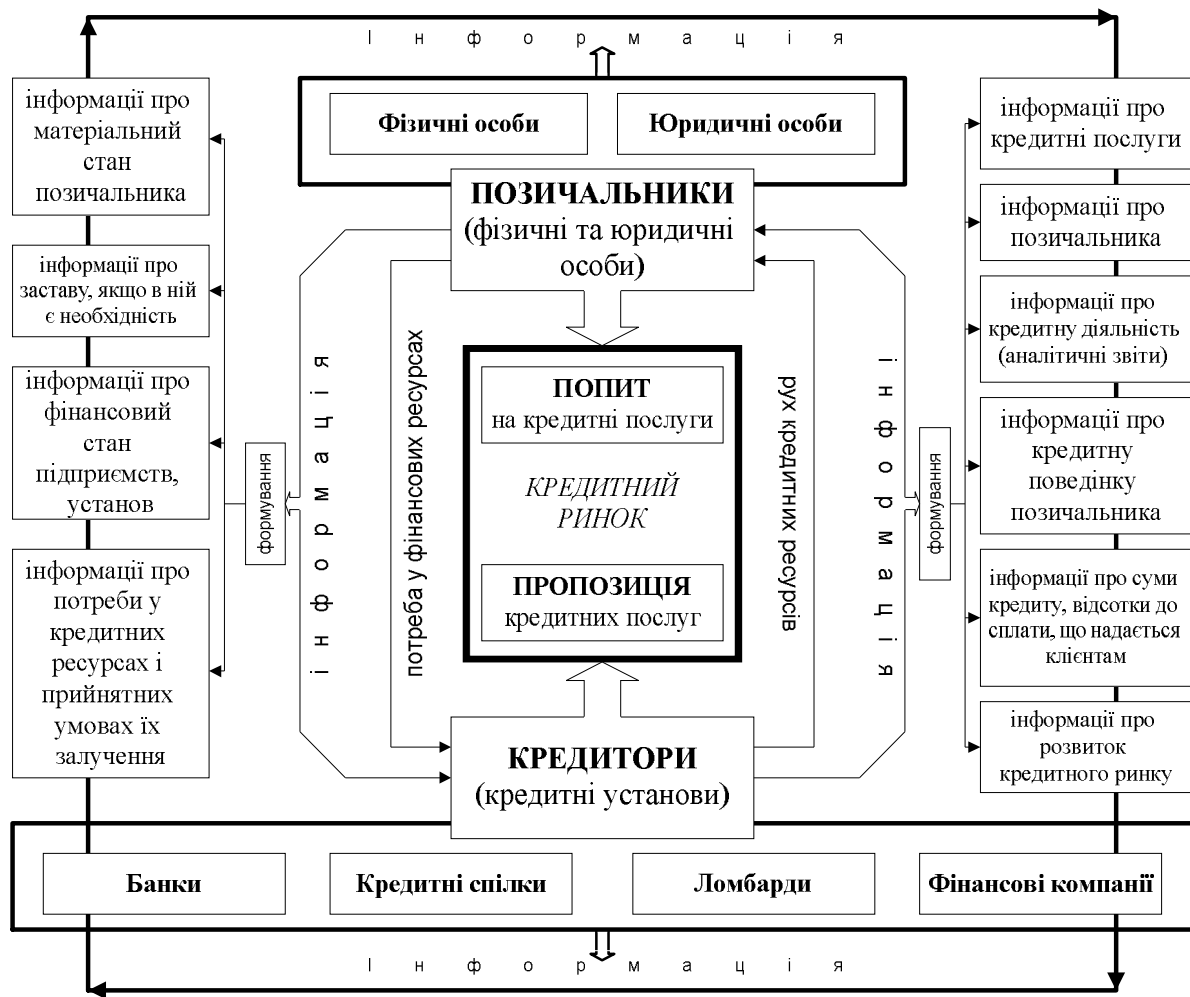 І н ф о р м а ц і я
Фізичні особи
Юридичні особи
ПОЗИЧАЛЬНИКИ
(фізичні та юридичні
особи)
інформації про
матеріальний
стан
позичальника
інформації про
заставу, якщо в ній
є необхідність
інформації про
фінансовий
стан
підприємств,
установ
інформації про
потреби у
кредитних
ресурсах і
прийнятних
умовах їх
залучення
формування
і н ф о р м а ц і я
потреба у фінансових ресурсах
ПОПИТ
на кредитні послуги
КРЕДИТНИЙ
РИНОК
ПРОПОЗИЦІЯ
кредитних послуг
рух кредитних ресурсів
і н ф о р м а ц і я
формування
інформації про
кредитні послуги
інформації про
позичальника
інформації про
кредитну діяльність
(аналітичні звіти)
інформації про
кредитну
поведінку
позичальника
інформації про суми
кредиту, відсотки до
сплати, що надається
клієнтам
інформації про
розвиток
кредитного ринку
КРЕДИТОРИ
(кредитні установи)
Банки
Кредитні спілки
Ломбарди
Фінансові компанії
І н ф о р м а ц і я